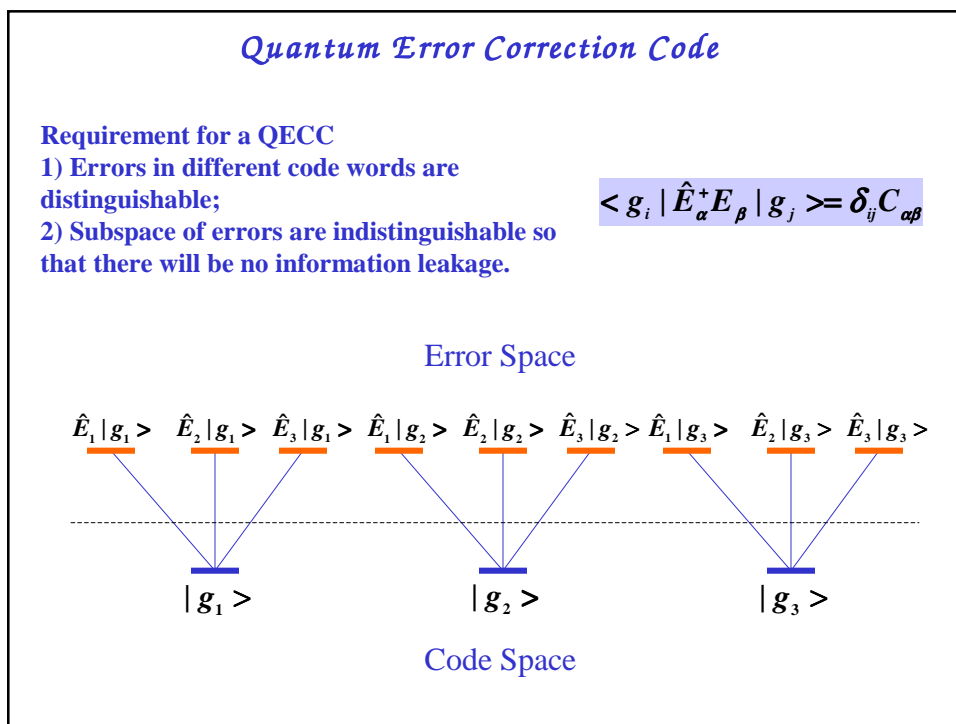 Quantum Error Correction Code
Requirement for a QECC
1) Errors in different code words are
distinguishable;
2) Subspace of errors are indistinguishable so
that there will be no information leakage.
< g_i | Ê_α^+ E_β | g_j >= δ_ij C_αβ
Error Space
Ê_1 | g_1 > Ê_2 | g_1 > Ê_3 | g_1 > Ê_1 | g_2 > Ê_2 | g_2 > Ê_3 | g_2 > Ê_1 | g_3 > Ê_2 | g_3 > Ê_3 | g_3 >
| g_1 > | g_2 > | g_3 >
Code Space